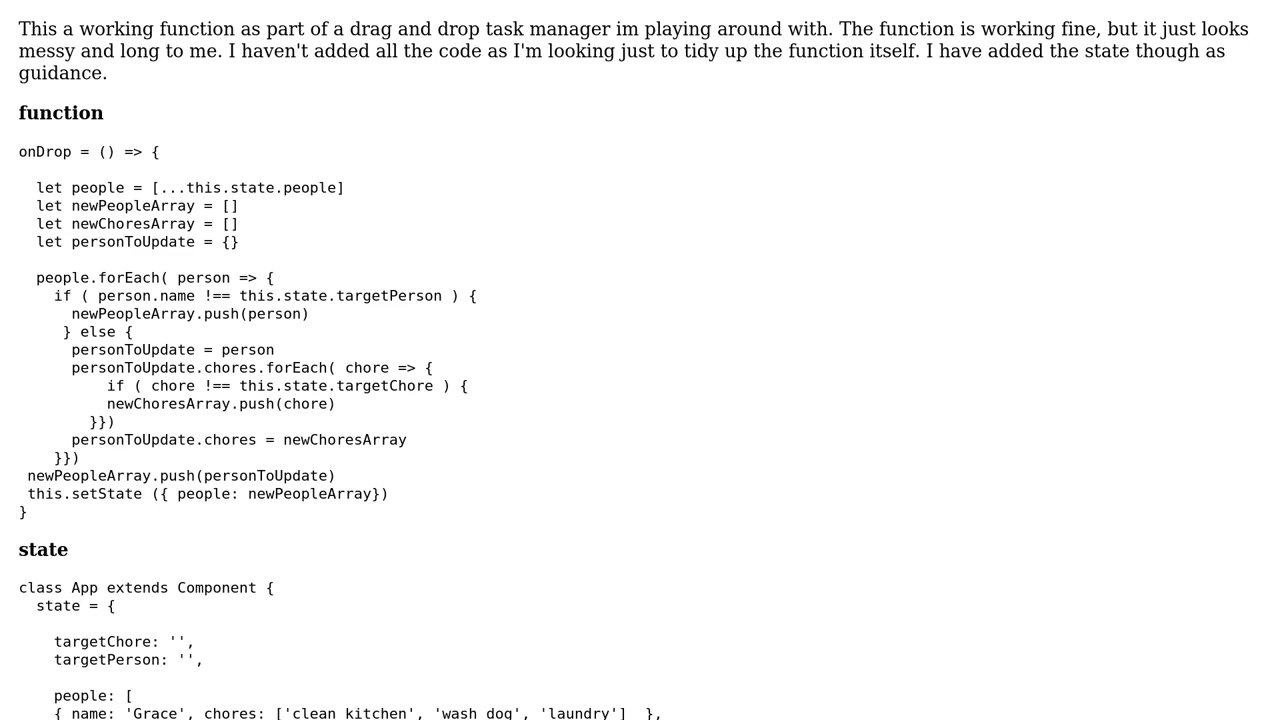 This a working function as part of a drag and drop task manager im playing around with. The function is working fine, but it just looks
messy and long to me. I haven't added all the code as I'm looking just to tidy up the function itself. I have added the state though as
guidance.
function
onDrop = () => {
let people = [...this.state.people]
let newPeopleArray = []
let newChoresArray = []
let personToUpdate = {}
people.forEach( person => {
if ( person.name !== this.state.targetPerson ) {
newPeopleArray.push(person)
} else {
personToUpdate = person
personToUpdate.chores.forEach( chore => {
if ( chore !== this.state.targetChore ) {
newChoresArray.push(chore)
}})
personToUpdate.chores = newChoresArray
}})
newPeopleArray.push(personToUpdate)
this.setState ({ people: newPeopleArray})
}
state
class App extends Component {
state = {
targetChore: '',
targetPerson: '',
people: [
{ name: 'Grace', chores: ['clean kitchen', 'wash dog', 'laundry']  },